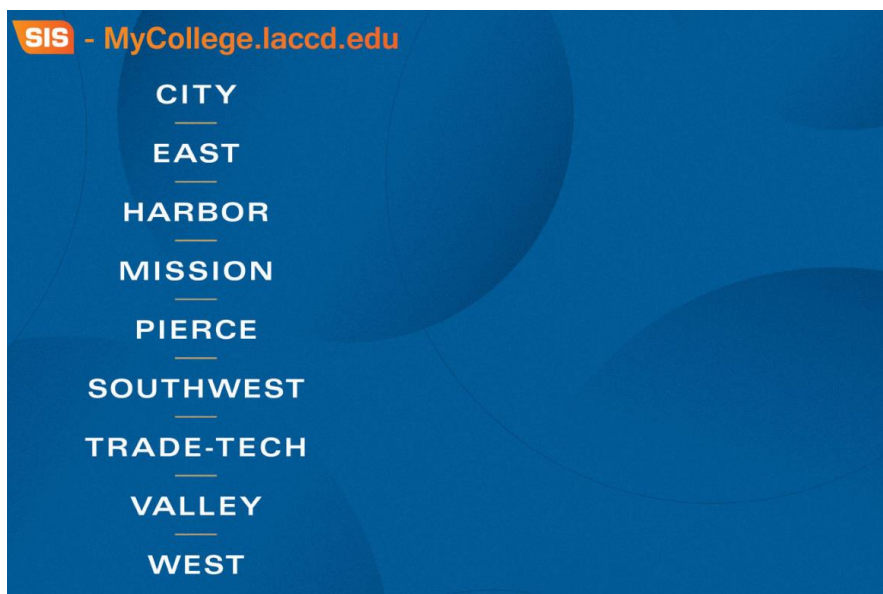 SIS - MyCollege.laccd.edu
CITY
EAST
HARBOR
MISSION
PIERCE
SOUTHWEST
TRADE-TECH
VALLEY
WEST